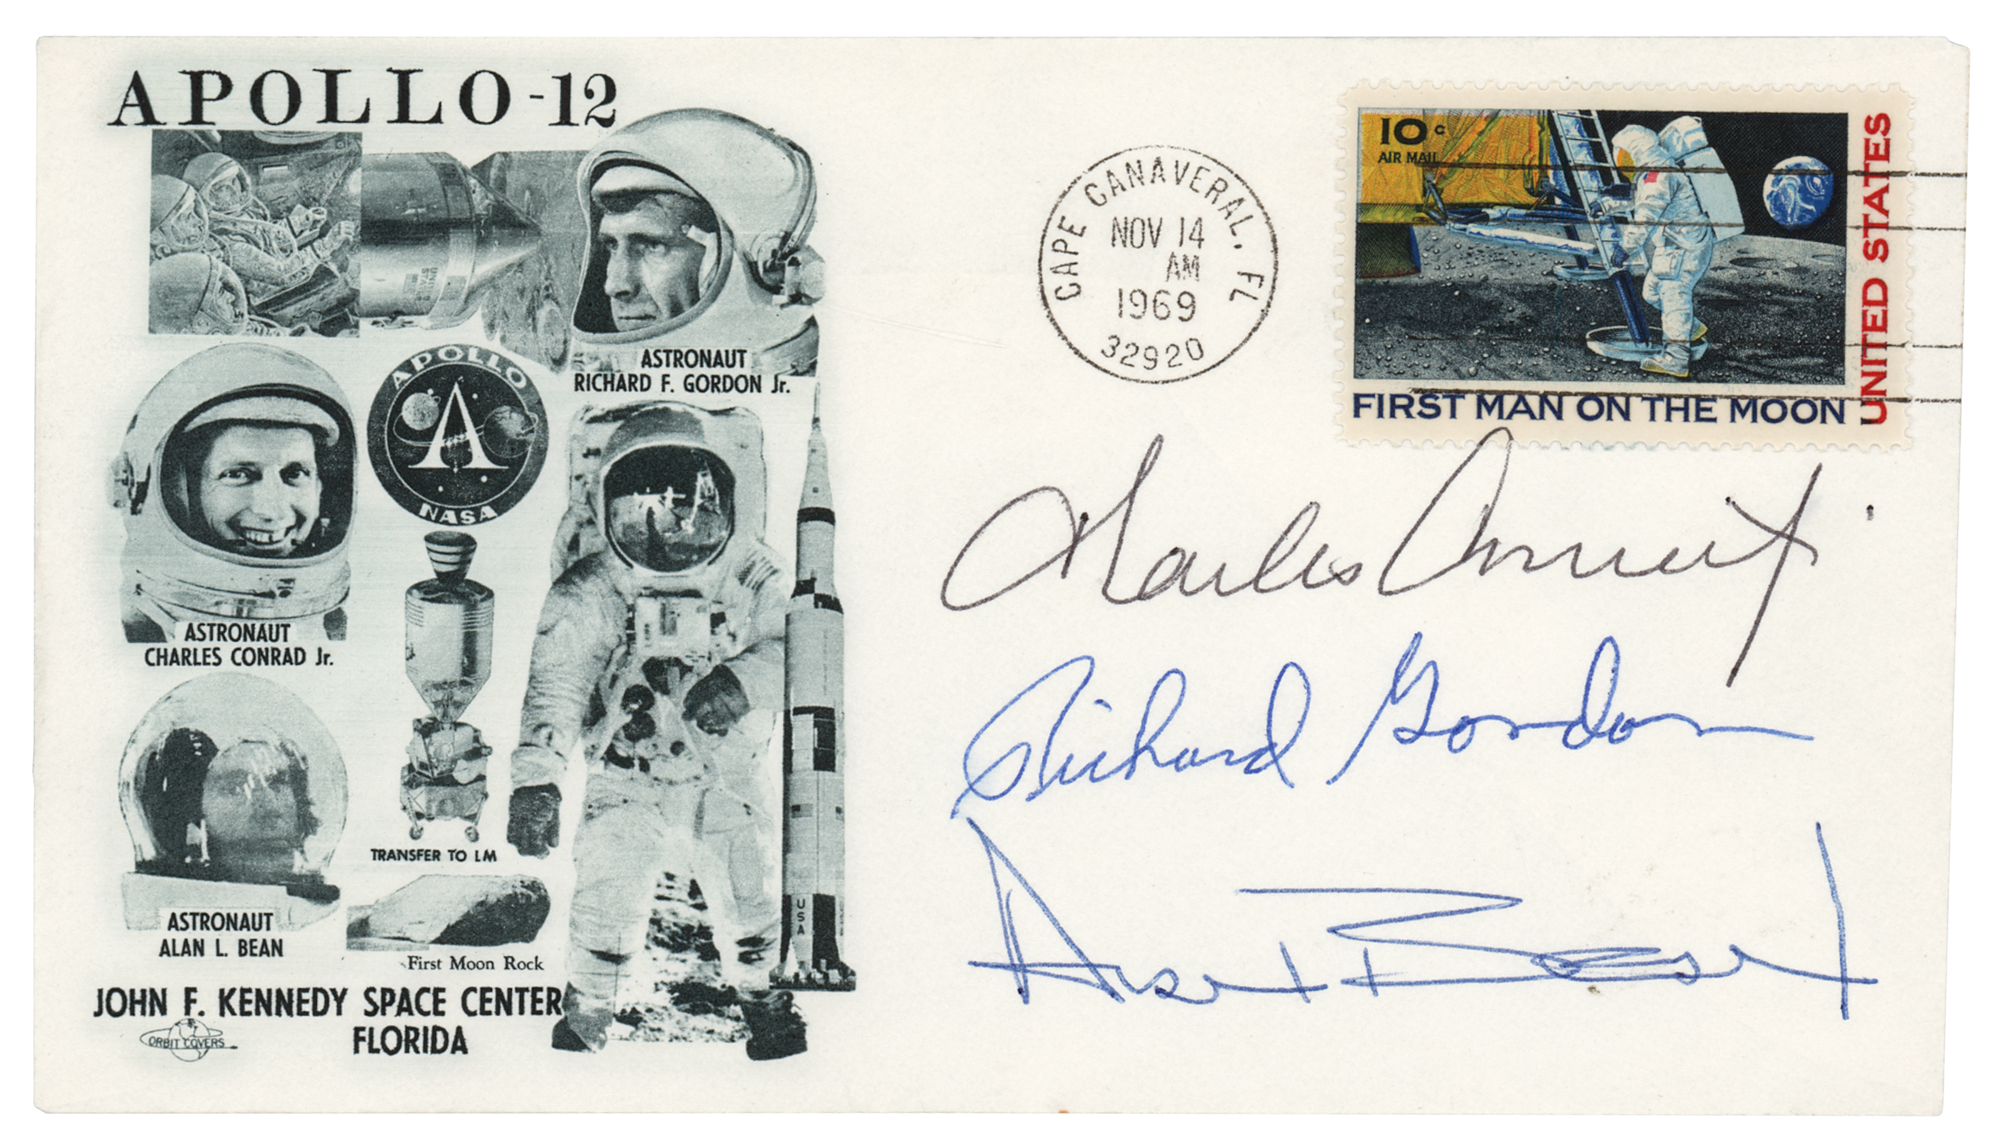 APOLLO-12
ASTRONAUT
RICHARD F. GORDON Jr.
APOLLO
NASA
ASTRONAUT
CHARLES CONRAD Jr.
TRANSFER TO LM
USA
ASTRONAUT
ALAN L. BEAN
First Moon Rock
JOHN F. KENNEDY SPACE CENTER
FLORIDA
ORBIT COVERS
CAPE CANAVERAL, FL
NOV 14
AM
1969
32920
10c
AIR MAIL
UNITED STATES
FIRST MAN ON THE MOON
Charles Conrad Jr.
Richard Gordon
Alan Bean